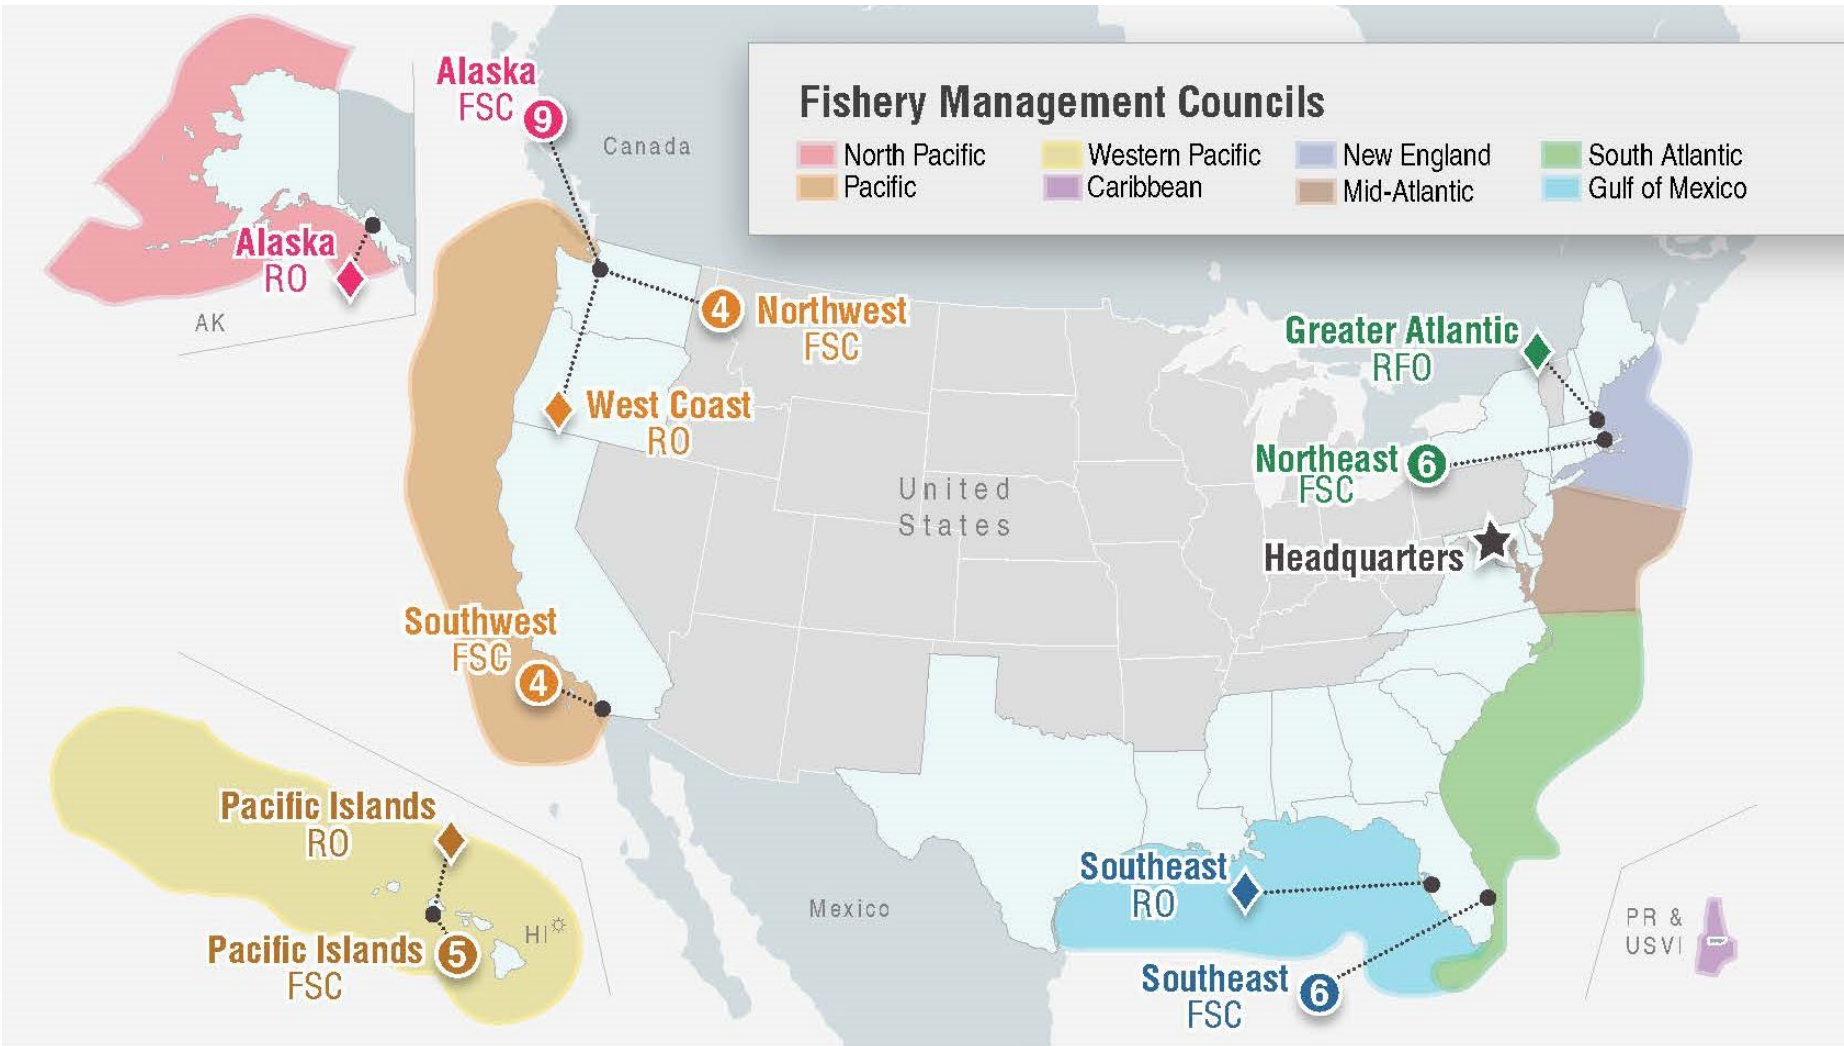 Fishery Management Councils
North Pacific
Western Pacific
New England
South Atlantic
Pacific
Caribbean
Mid-Atlantic
Gulf of Mexico
Alaska
FSC
9
Canada
Alaska
RO
AK
4
Northwest
FSC
West Coast
RO
Greater Atlantic
RFO
Northeast
FSC
6
United
States
Headquarters
Southwest
FSC
4
Pacific Islands
RO
Pacific Islands
FSC
5
HI
Mexico
Southeast
RO
Southeast
FSC
6
PR &
USVI